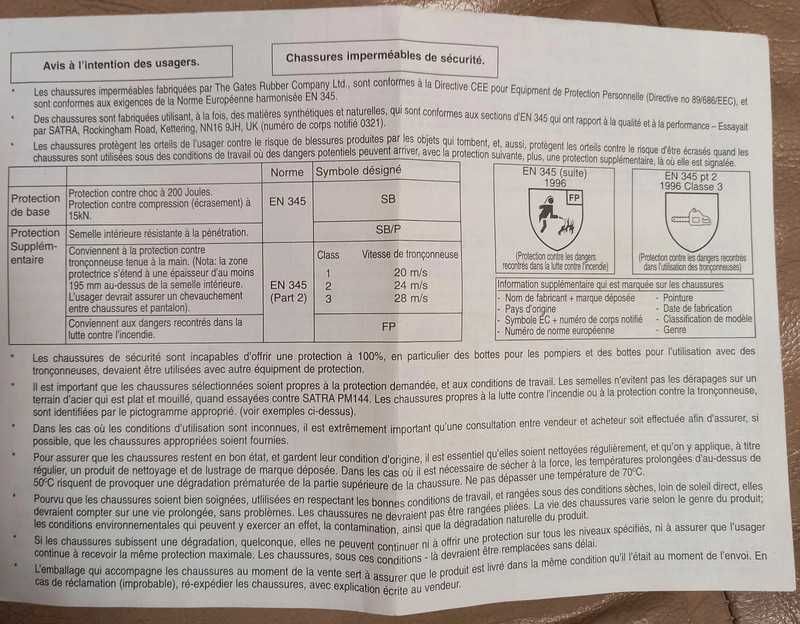 Avis à l'intention des usagers.
Chaussures imperméables de sécurité.
* Les chaussures imperméables fabriquées par The Gates Rubber Company Ltd., sont conformes à la Directive CEE pour Equipment de Protection Personnelle (Directive no 89/686/EEC), et
sont conformes aux exigences de la Norme Européenne harmonisée EN 345.
* Des chaussures sont fabriquées utilisant, à la fois, des matières synthétiques et naturelles, qui sont conformes aux sections d'EN 345 qui ont rapport à la qualité et à la performance – Essayait
par SATRA, Rockingham Road, Kettering, NN16 9JH, UK (numéro de corps notifié 0321).
* Les chaussures protègent les orteils de l'usager contre le risque de blessures produites par les objets qui tombent, et, aussi, protègent les orteils contre le risque d'être écrasés quand les
chaussures sont utilisées sous des conditions de travail où des dangers potentiels peuvent arriver, avec la protection suivante, plus, une protection supplémentaire, là où elle est signalée.
Norme
Symbole désigné
Protection
de base
Protection contre choc à 200 Joules.
Protection contre compression (écrasement) à
15kN.
EN 345
SB
Protection
Supplém-
entaire
Semelle intérieure résistante à la pénétration.
SB/P
Conviennent à la protection contre
tronçonneuse tenue à la main. (Nota: la zone
protectrice s'étend à une épaisseur d'au moins
195 mm au-dessus de la semelle intérieure.
L'usager devrait assurer un chevauchement
entre chaussures et pantalon).
EN 345
(Part 2)
Class Vitesse de tronçonneuse
1 20 m/s
2 24 m/s
3 28 m/s
Conviennent aux dangers recontrés dans la
lutte contre l'incendie.
FP
EN 345 (suite)
1996
FP
(Protection contre les dangers
recontrés dans la lutte contre l'incendie)
EN 345 pt 2
1996 Classe 3
(Protection contre les dangers recontrés
dans l'utilisation des tronçonneuses)
Information supplémentaire qui est marquée sur les chaussures
- Nom de fabricant + marque déposée
- Pays d'origine
- Symbole EC + numéro de corps notifié
- Numéro de norme européenne
- Pointure
- Date de fabrication
- Classification de modèle
- Genre
* Les chaussures de sécurité sont incapables d'offrir une protection à 100%, en particulier des bottes pour les pompiers et des bottes pour l'utilisation avec des
tronçonneuses, devaient être utilisées avec autre équipment de protection.
* Il est important que les chaussures sélectionnées soient propres à la protection demandée, et aux conditions de travail. Les semelles n'evitent pas les dérapages sur un
terrain d'acier qui est plat et mouillé, quand essayées contre SATRA PM144. Les chaussures propres à la lutte contre l'incendie ou à la protection contre la tronçonneuse,
sont identifiées par le pictogramme approprié. (voir exemples ci-dessus).
* Dans les cas où les conditions d'utilisation sont inconnues, il est extrêmement important qu'une consultation entre vendeur et acheteur soit effectuée afin d'assurer, si
possible, que les chaussures appropriées soient fournies.
* Pour assurer que les chaussures restent en bon état, et gardent leur condition d'origine, il est essentiel qu'elles soient nettoyées régulièrement, et qu'on y applique, à titre
régulier, un produit de nettoyage et de lustrage de marque déposée. Dans les cas où il est nécessaire de sécher à la force, les températures prolongées d'au-dessus de
50ºC risquent de provoquer une dégradation prématurée de la partie superieure de la chaussure. Ne pas dépasser une température de 70ºC.
* Pourvu que les chaussures soient bien soignées, utilisées en respectant les bonnes conditions de travail, et rangées sous des conditions sèches, loin de soleil direct, elles
devraient compter sur une vie prolongée, sans problèmes. Les chaussures ne devraient pas être rangées pliées. La vie des chaussures varie selon le genre du produit;
les conditions environnementales qui peuvent y exercer an effet, la contamination, ainsi que la dégradation naturelle du produit.
* Si les chaussures subissent une dégradation, quelconque, elles ne peuvent continuer ni à offrir une protection sur tous les niveaux spécifiés, ni à assurer que l'usager
continue à recevoir la même protection maximale. Les chaussures, sous ces conditions - là devraient être remplacées sans délai.
* L'emballage qui accompagne les chaussures au moment de la vente sert à assurer que le produit est livré dans la même condition qu'il l'était au moment de l'envoi. En
cas de réclamation (improbable), ré-expédier les chaussures, avec explication écrite au vendeur.